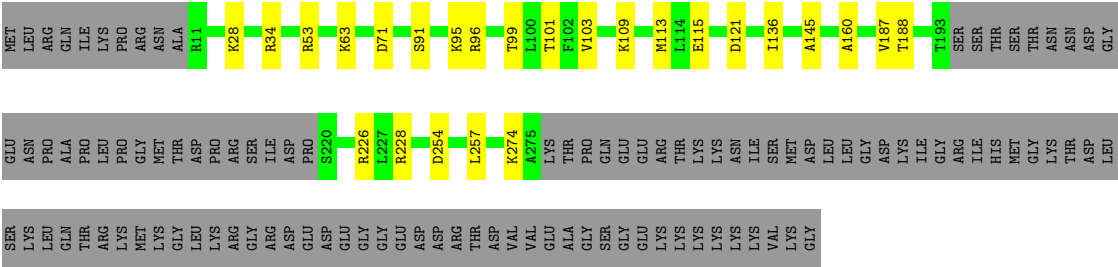 MET LEU ARG GLN ILE LYS PRO ARG ASN ALA R11 K28 R34 R53 K63 D71 S91 K95 R96 T99 L100 T101 F102 V103 K109 M113 L114 E115 D121 I136 A145 A160 V187 T188 T193 SER SER THR SER THR ASN ASN ASP GLY
GLU ASN PRO ALA PRO LEU PRO GLY MET THR ASP PRO ARG SER ILE ASP PRO S220 R226 L227 R228 D254 L257 K274 A275 LYS THR PRO GLN GLU GLU ARG THR LYS LYS ASN ILE SER MET ASP LEU LEU GLY ASP LYS ILE GLY ARG ILE HIS MET GLY LYS THR ASP LEU
SER LYS LEU GLN THR ARG LYS MET LYS GLY LEU LYS ARG GLY ARG ASP GLU ASP GLU GLY GLY GLU ASP ASP ARG THR ASP VAL VAL GLU ALA GLY SER GLY GLU LYS LYS LYS LYS LYS LYS VAL LYS GLY